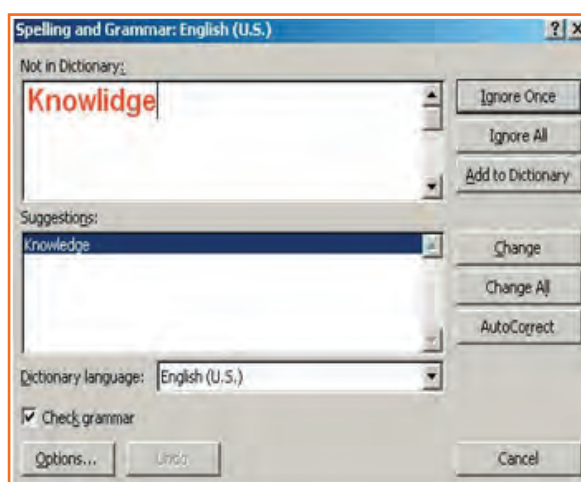 Spelling and Grammar: English (U.S.)
Not in Dictionary:
Knowlidge
Ignore Once
Ignore All
Add to Dictionary
Suggestions:
Knowledge
Change
Change All
AutoCorrect
Dictionary language: English (U.S.)
Check grammar
Options... Undo Cancel